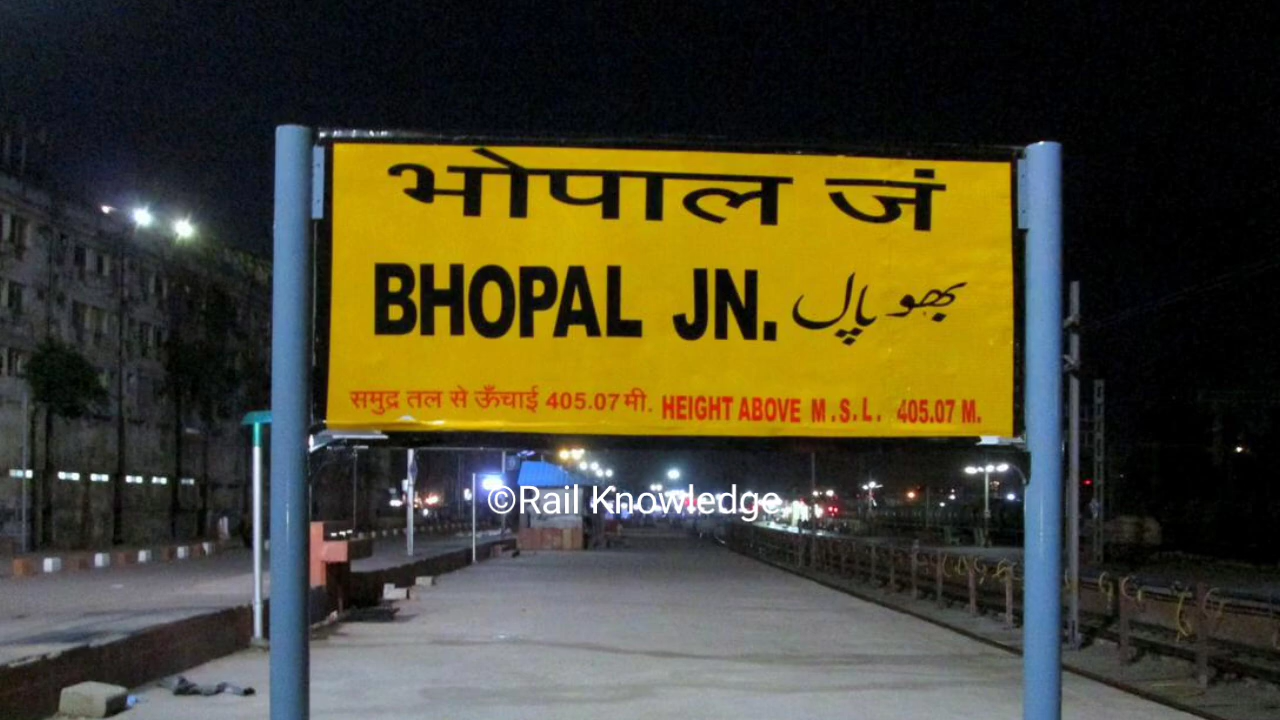 भोपाल जं
BHOPAL JN. بھوپال
समुद्र तल से ऊँचाई 405.07 मी. HEIGHT ABOVE M.S.L. 405.07 M.
©Rail Knowledge